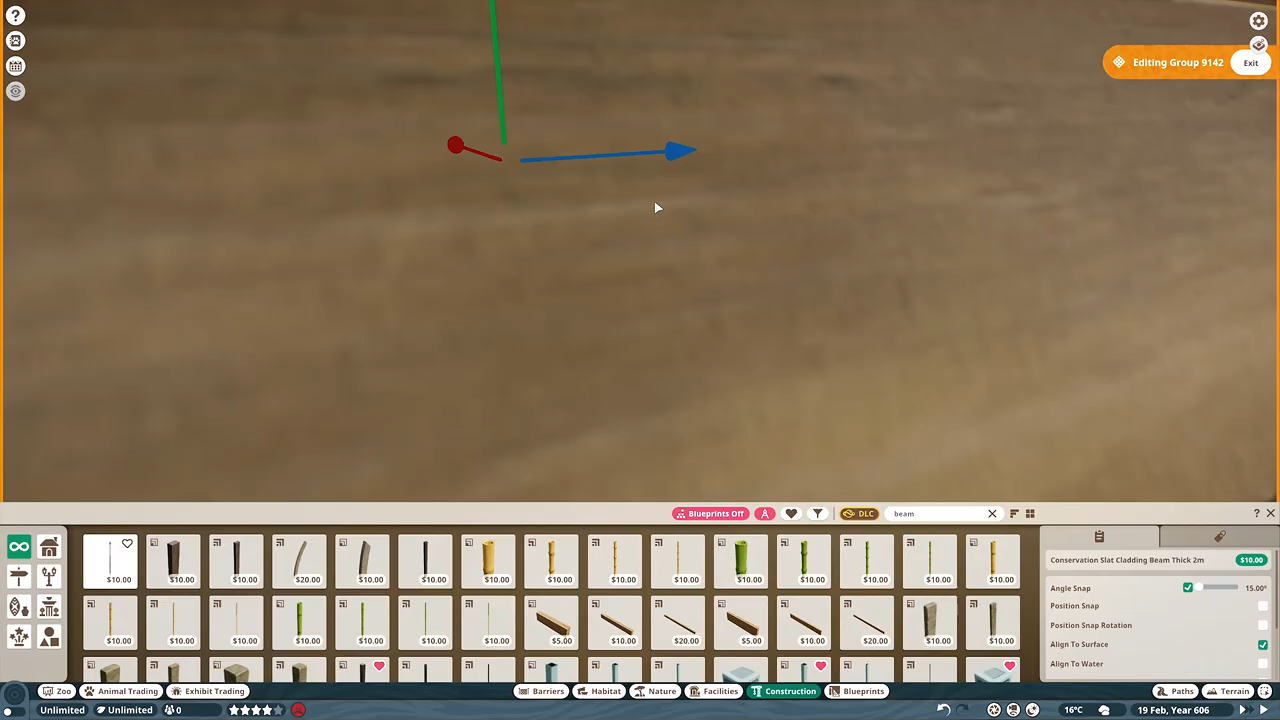 ?
Editing Group 9142 Exit
Blueprints Off DLC beam ?
$10.00 $10.00 $10.00 $20.00 $10.00 $10.00 $10.00 $10.00 $10.00 $10.00 $10.00 $10.00 $10.00 $10.00 $10.00
$10.00 $10.00 $10.00 $10.00 $10.00 $10.00 $10.00 $5.00 $10.00 $20.00 $5.00 $10.00 $20.00 $10.00 $10.00
Conservation Slat Cladding Beam Thick 2m $10.00
Angle Snap 15.00°
Position Snap
Position Snap Rotation
Align To Surface
Align To Water
Zoo Animal Trading Exhibit Trading Barriers Habitat Nature Facilities Construction Blueprints Paths Terrain
Unlimited Unlimited 0 16°C 19 Feb, Year 606